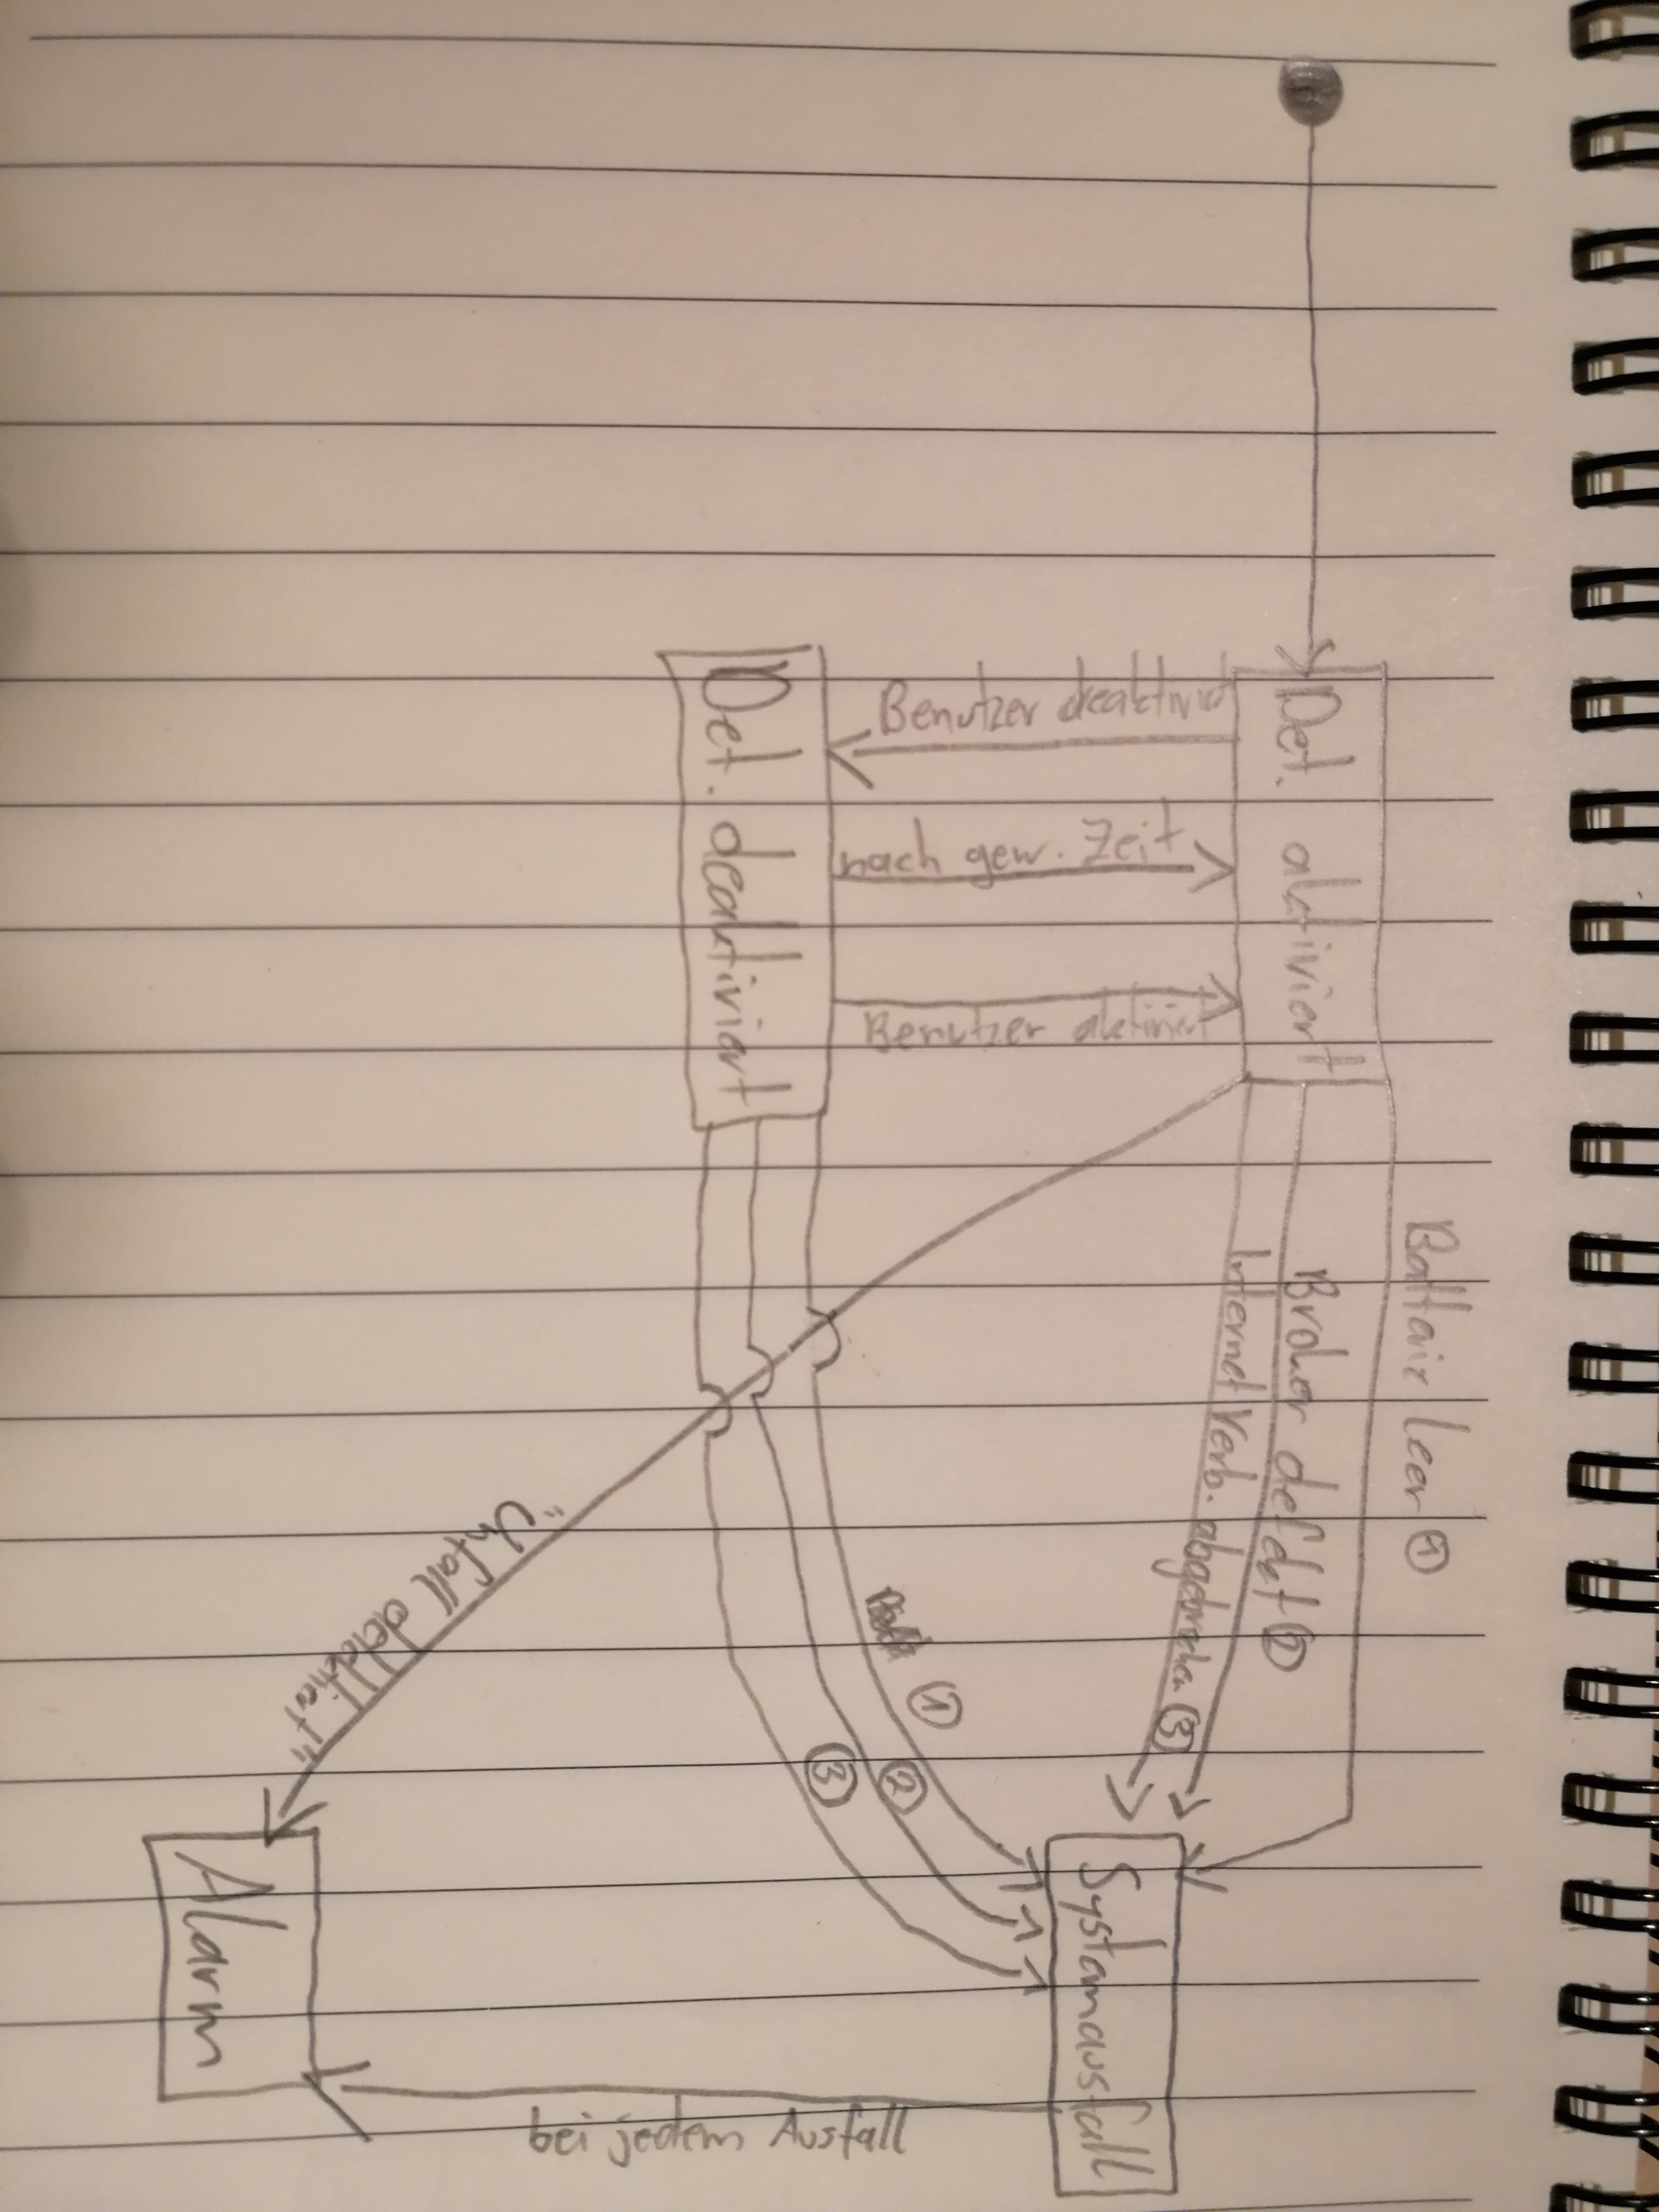 Det. aktiviert
Benutzer deaktiviert
nach gew. Zeit
Benutzer aktiviert
Det. deaktiviert
Battair leer ①
Broker defekt ②
Internet Verb. abgebrochen ③
①
②
③
"Unfall detektiert"
Systemausfall
bei jedem Ausfall
Alarm